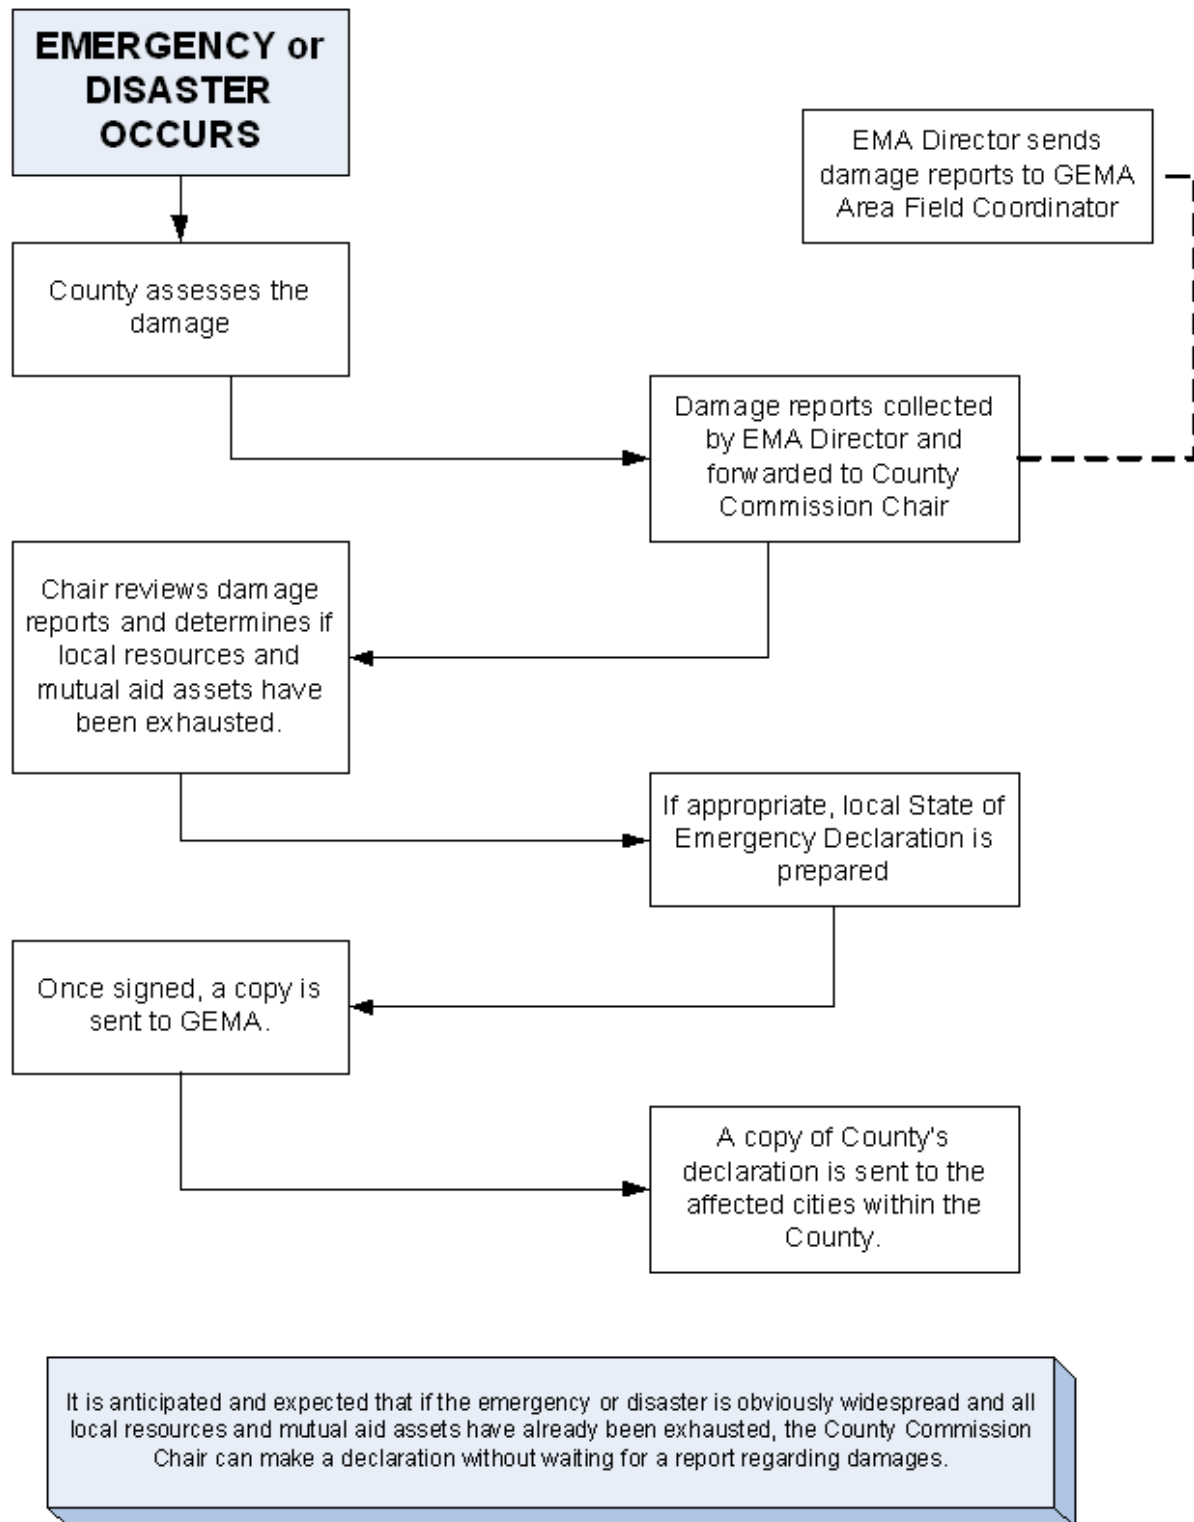 EMERGENCY or
DISASTER
OCCURS
EMA Director sends
damage reports to GEMA
Area Field Coordinator
County assesses the
damage
Damage reports collected
by EMA Director and
forwarded to County
Commission Chair
Chair reviews damage
reports and determines if
local resources and
mutual aid assets have
been exhausted.
If appropriate, local State of
Emergency Declaration is
prepared
Once signed, a copy is
sent to GEMA.
A copy of County's
declaration is sent to the
affected cities within the
County.
It is anticipated and expected that if the emergency or disaster is obviously widespread and all
local resources and mutual aid assets have already been exhausted, the County Commission
Chair can make a declaration without waiting for a report regarding damages.